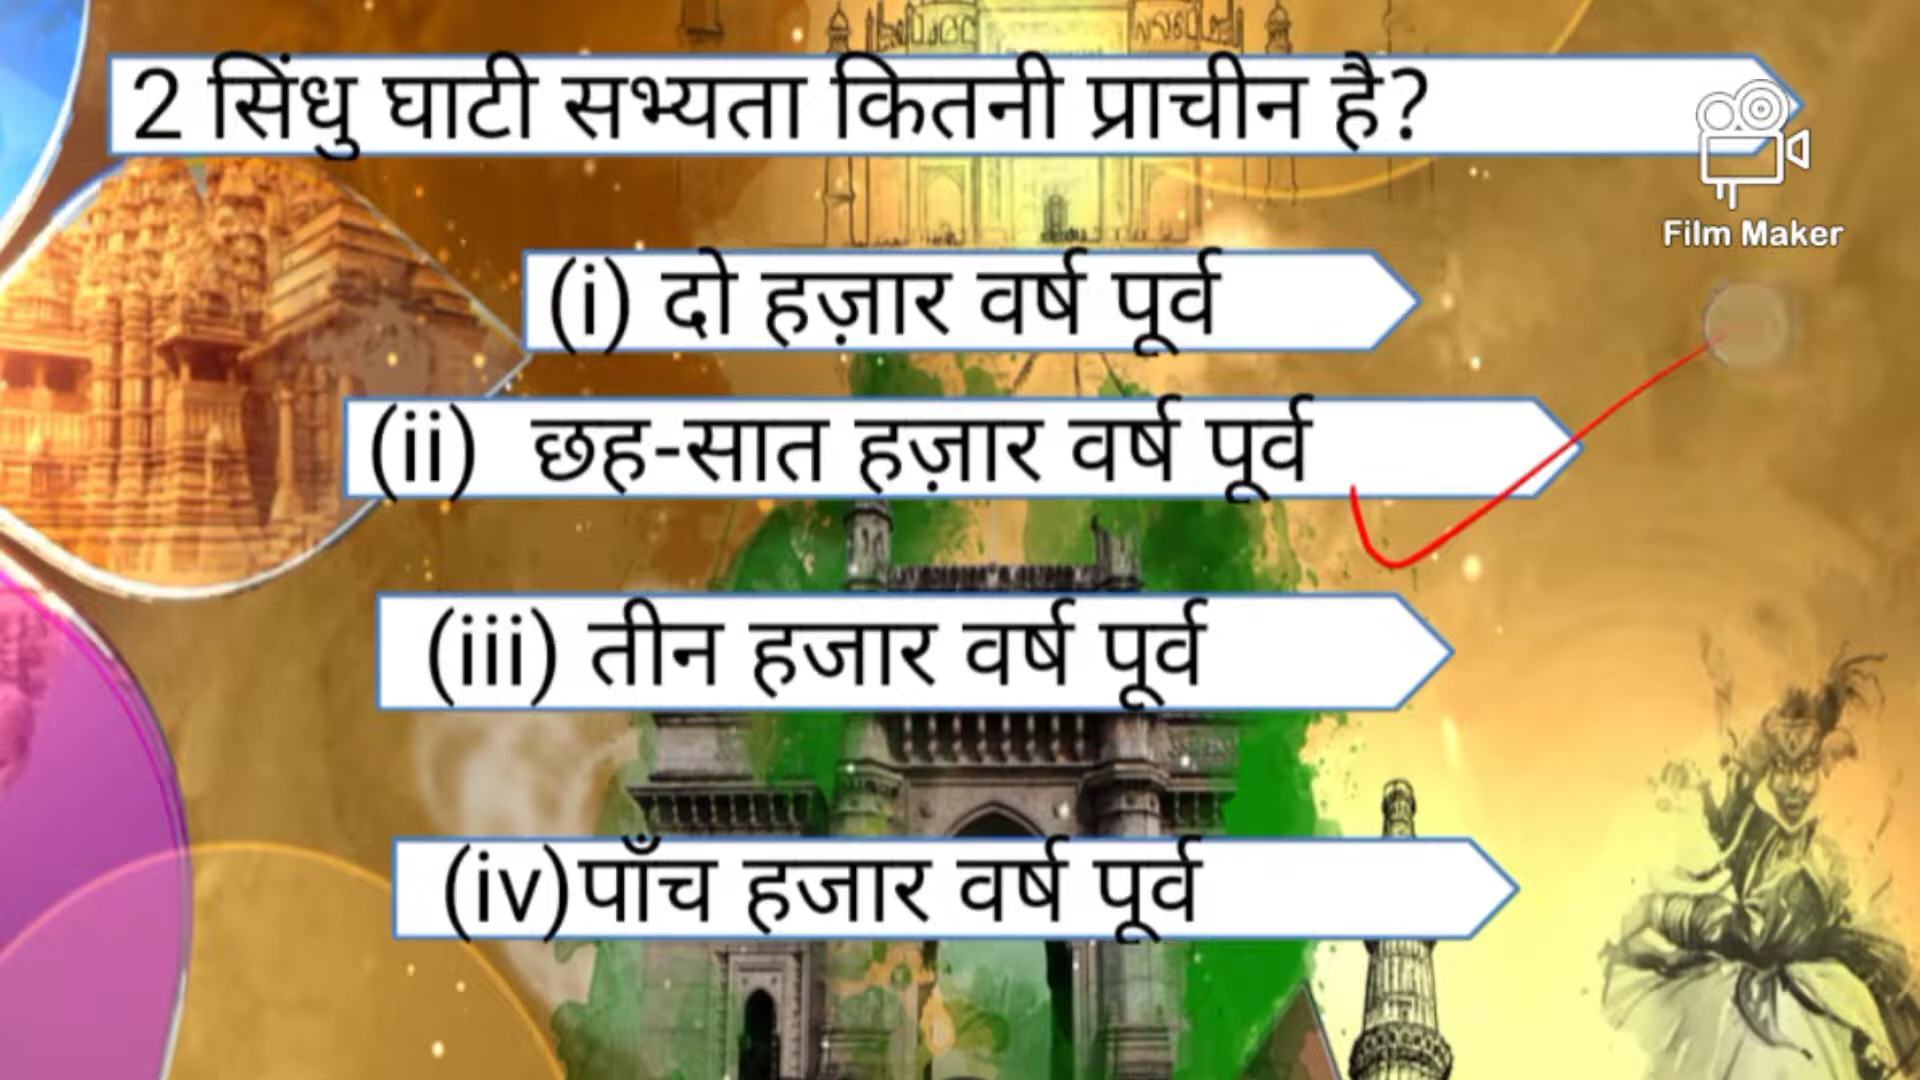 2 सिंधु घाटी सभ्यता कितनी प्राचीन है?
Film Maker
(i) दो हज़ार वर्ष पूर्व
(ii) छह-सात हज़ार वर्ष पूर्व
(iii) तीन हजार वर्ष पूर्व
(iv)पाँच हजार वर्ष पूर्व